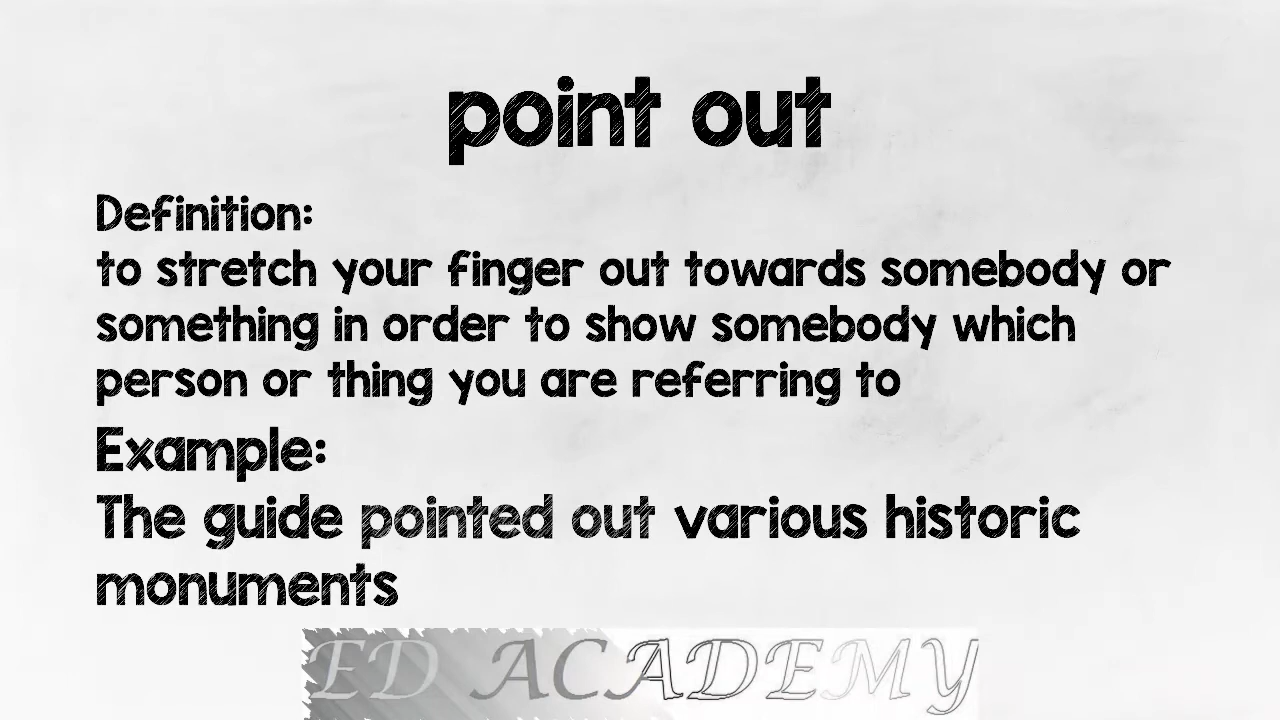 point out
Definition:
to stretch your finger out towards somebody or
something in order to show somebody which
person or thing you are referring to
Example:
The guide pointed out various historic
monuments
ED ACADEMY